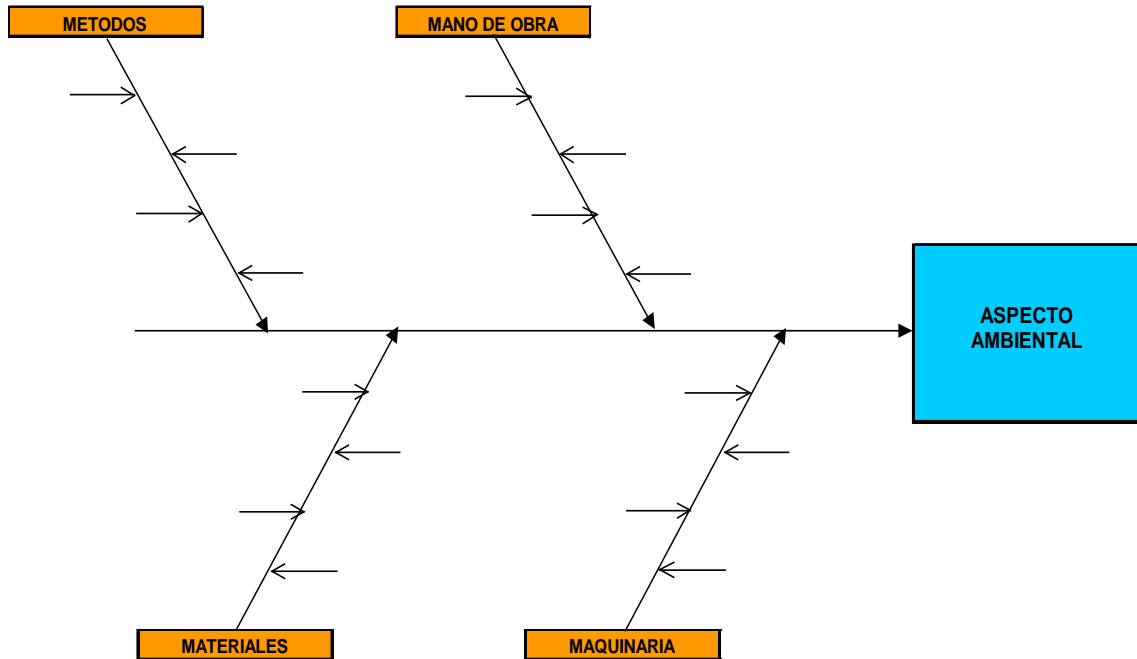 METODOS
MANO DE OBRA
ASPECTO
AMBIENTAL
MATERIALES
MAQUINARIA